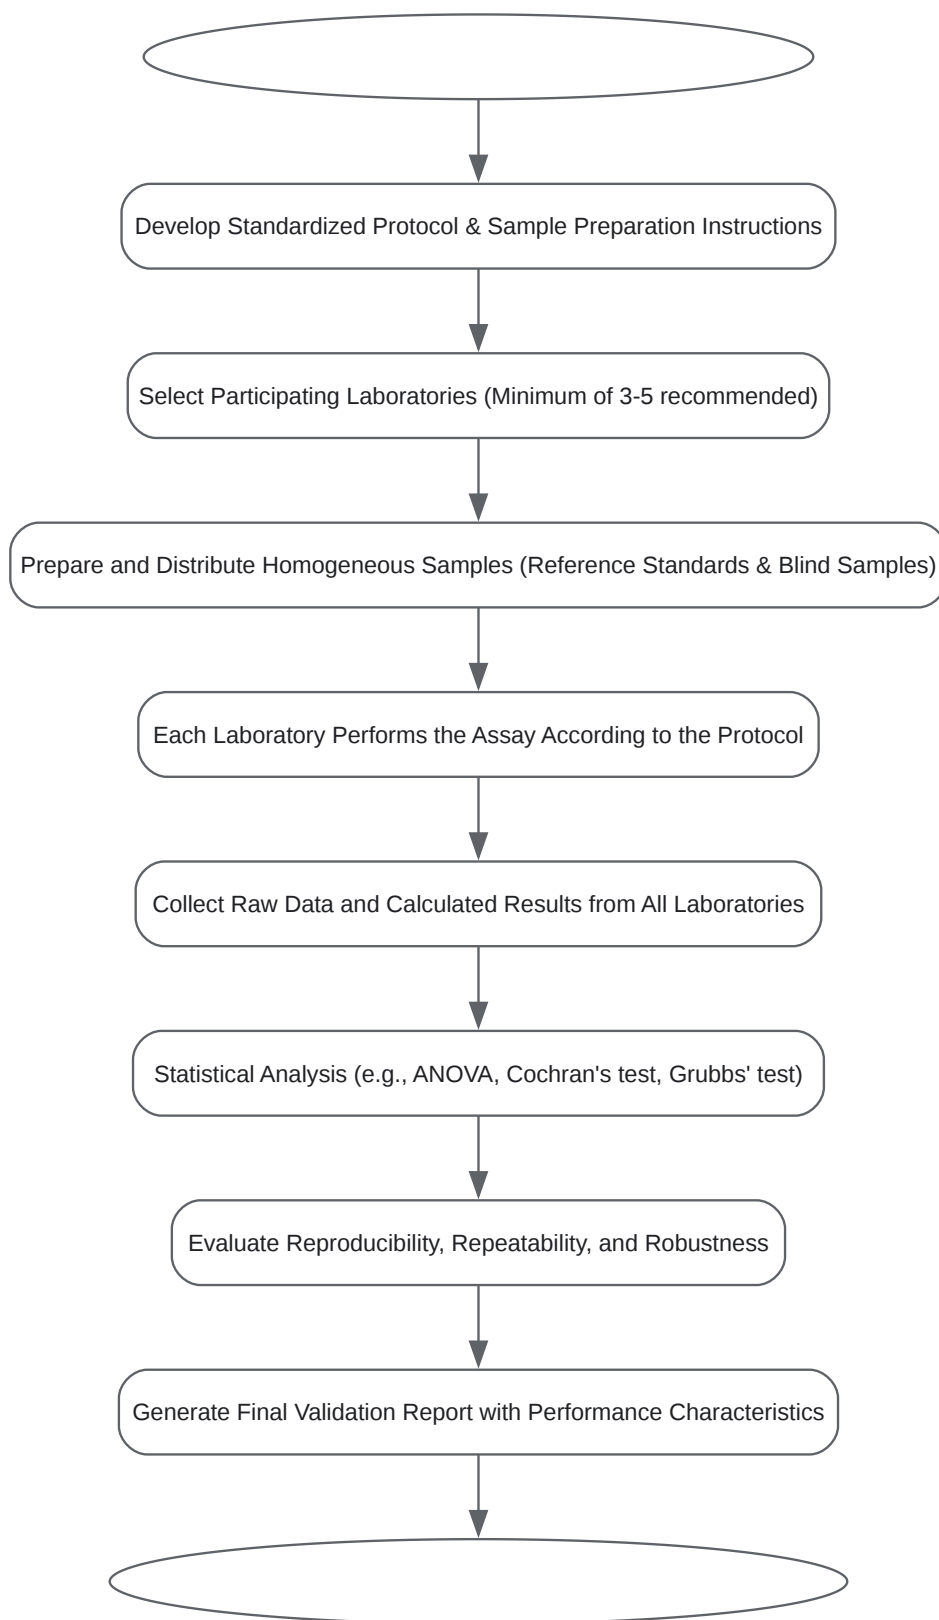 Develop Standardized Protocol & Sample Preparation Instructions
Select Participating Laboratories (Minimum of 3-5 recommended)
Prepare and Distribute Homogeneous Samples (Reference Standards & Blind Samples)
Each Laboratory Performs the Assay According to the Protocol
Collect Raw Data and Calculated Results from All Laboratories
Statistical Analysis (e.g., ANOVA, Cochran's test, Grubbs' test)
Evaluate Reproducibility, Repeatability, and Robustness
Generate Final Validation Report with Performance Characteristics